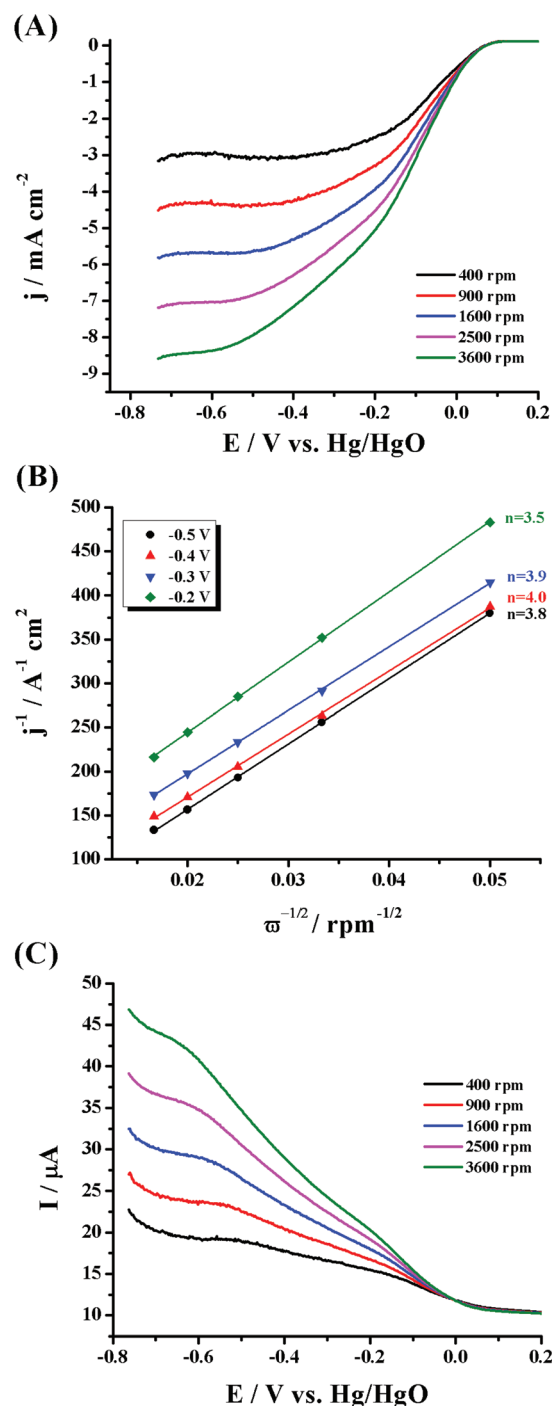 (A)
0
-1
-2
-3
-4
-5
-6
-7
-8
-9
j / mA cm-2
400 rpm
900 rpm
1600 rpm
2500 rpm
3600 rpm
-0.8 -0.6 -0.4 -0.2 0.0 0.2
E / V vs. Hg/HgO
(B)
500
450
400
350
300
250
200
150
100
j-1 / A-1 cm2
-0.5 V
-0.4 V
-0.3 V
-0.2 V
n=3.5
n=3.9
n=4.0
n=3.8
0.02 0.03 0.04 0.05
ϖ−1/2 / rpm-1/2
(C)
50
45
40
35
30
25
20
15
10
I / μA
400 rpm
900 rpm
1600 rpm
2500 rpm
3600 rpm
-0.8 -0.6 -0.4 -0.2 0.0 0.2
E / V vs. Hg/HgO